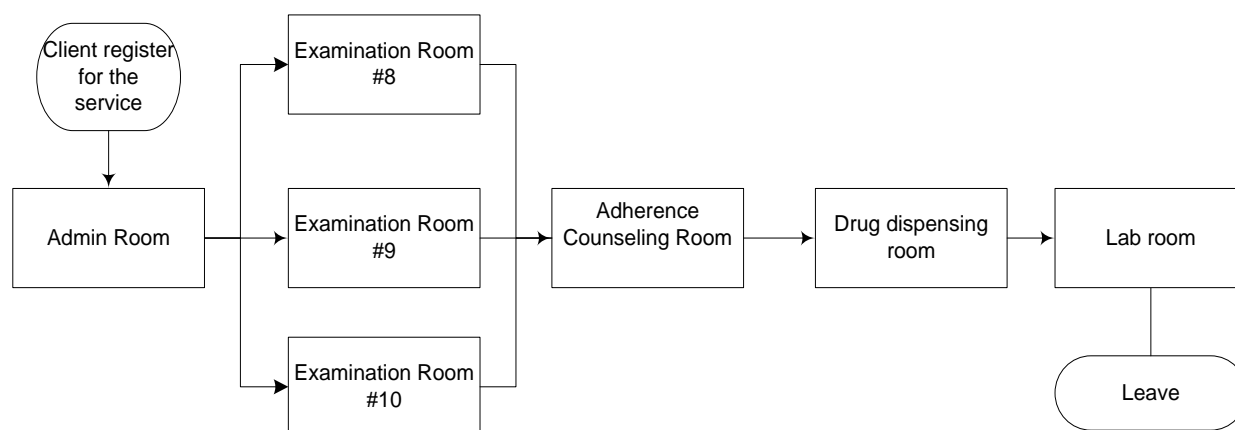 Client register
for the
service
Admin Room
Examination Room
#8
Examination Room
#9
Examination Room
#10
Adherence
Counseling Room
Drug dispensing
room
Lab room
Leave